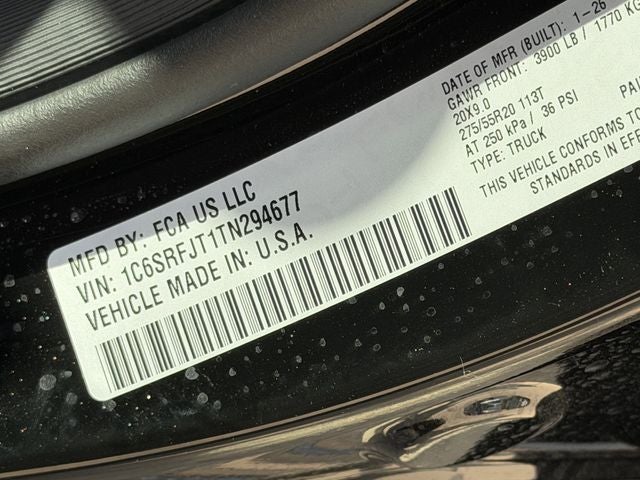 MFD BY: FCA US LLC
VIN: 1C6SRFJT1TN294677
VEHICLE MADE IN: U.S.A.
DATE OF MFR (BUILT): 1-26
GAWR FRONT: 3900 LB / 1770 KG
20X9.0
275/55R20 113T
AT 250 kPa / 36 PSI
TYPE: TRUCK
THIS VEHICLE CONFORMS TO
STANDARDS IN EFF